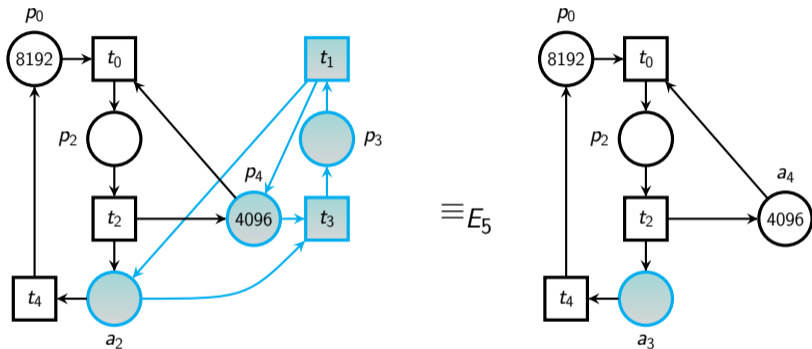 p₀
8192
t₀
t₁
p₂
p₃
p₄
t₂
4096
t₃
t₄
a₂
≡E₅
p₀
8192
t₀
p₂
a₄
t₂
4096
t₄
a₃